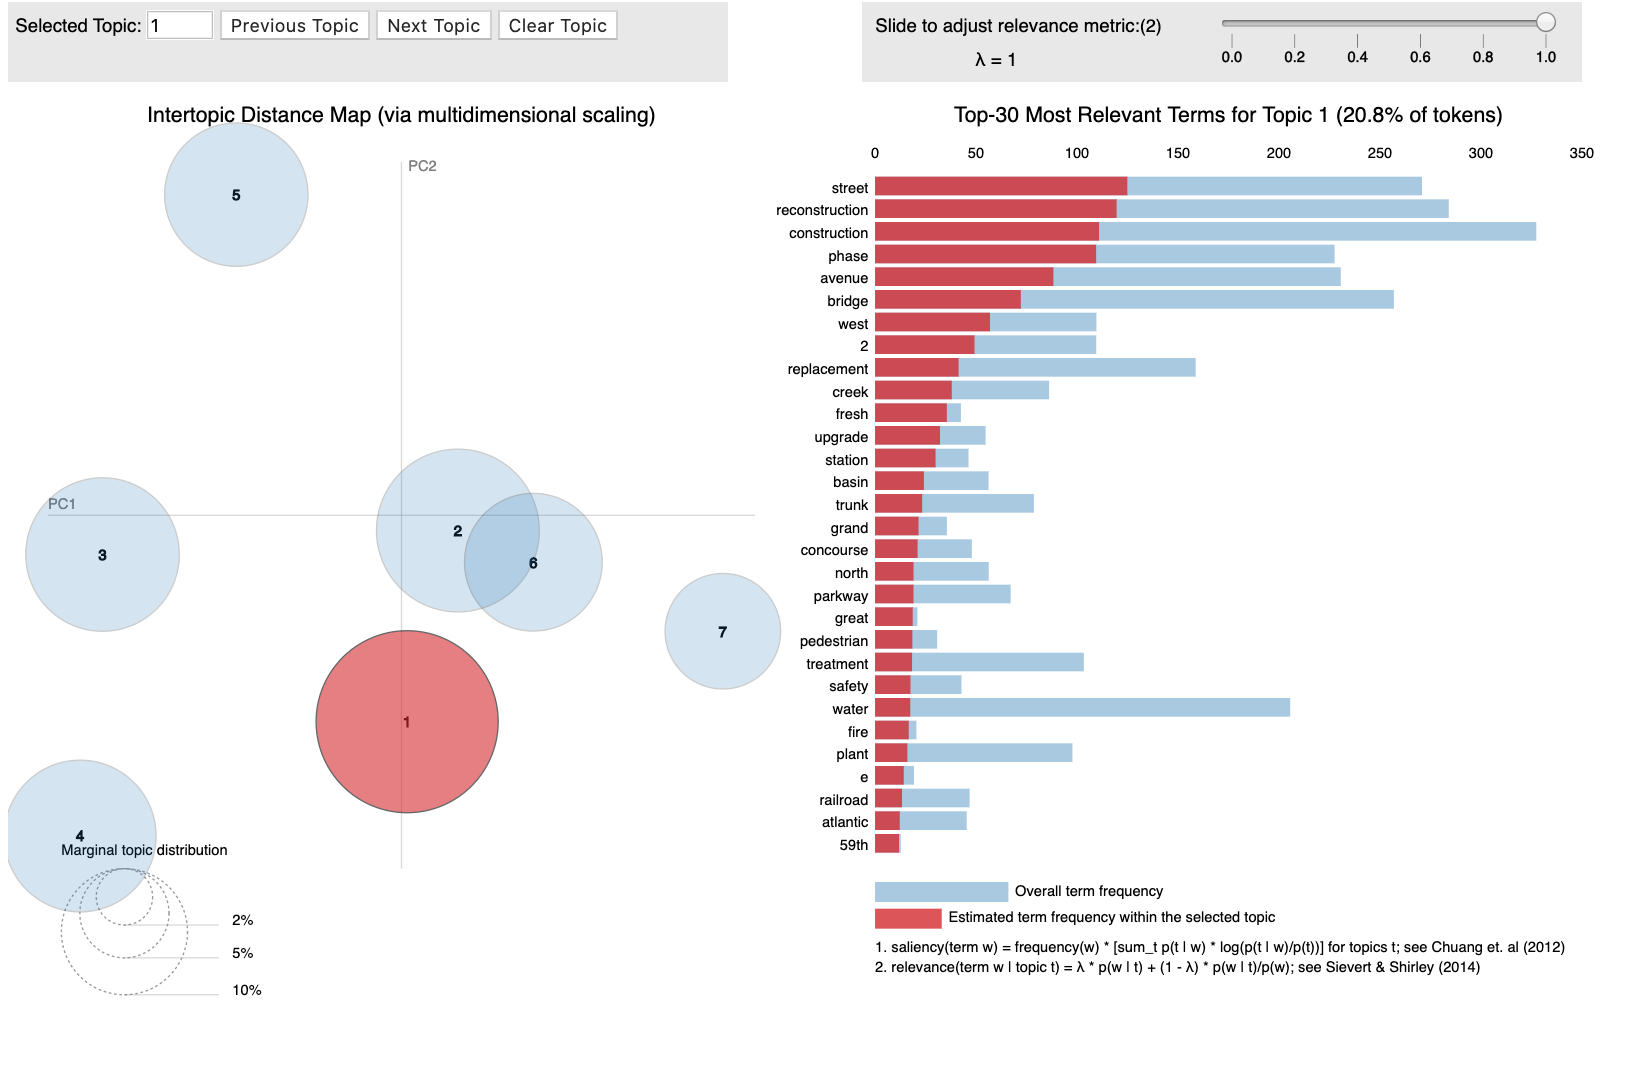 Selected Topic: 1 Previous Topic Next Topic Clear Topic
Slide to adjust relevance metric:(2)
λ = 1
0.0 0.2 0.4 0.6 0.8 1.0
Intertopic Distance Map (via multidimensional scaling)
PC2
PC1
5
2
3
6
7
1
4
Marginal topic distribution
2%
5%
10%
Top-30 Most Relevant Terms for Topic 1 (20.8% of tokens)
0 50 100 150 200 250 300 350
street
reconstruction
construction
phase
avenue
bridge
west
2
replacement
creek
fresh
upgrade
station
basin
trunk
grand
concourse
north
parkway
great
pedestrian
treatment
safety
water
fire
plant
e
railroad
atlantic
59th
Overall term frequency
Estimated term frequency within the selected topic
1. saliency(term w) = frequency(w) * [sum_t p(t | w) * log(p(t | w)/p(t))] for topics t; see Chuang et. al (2012)
2. relevance(term w | topic t) = λ * p(w | t) + (1 - λ) * p(w | t)/p(w); see Sievert & Shirley (2014)